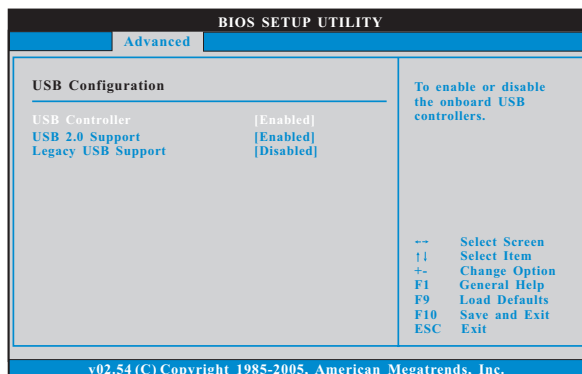 BIOS SETUP UTILITY
Advanced
USB Configuration
USB Controller [Enabled]
USB 2.0 Support [Enabled]
Legacy USB Support [Disabled]
To enable or disable
the onboard USB
controllers.
←→ Select Screen
↑↓ Select Item
+- Change Option
F1 General Help
F9 Load Defaults
F10 Save and Exit
ESC Exit
v02.54 (C) Copyright 1985-2005, American Megatrends, Inc.